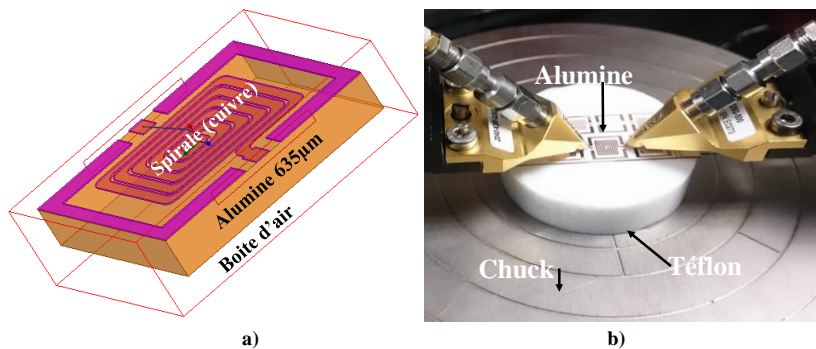 Spirale (cuivre)
Alumine 635µm
Boite d'air
a)
Alumine
Chuck
Téflon
b)